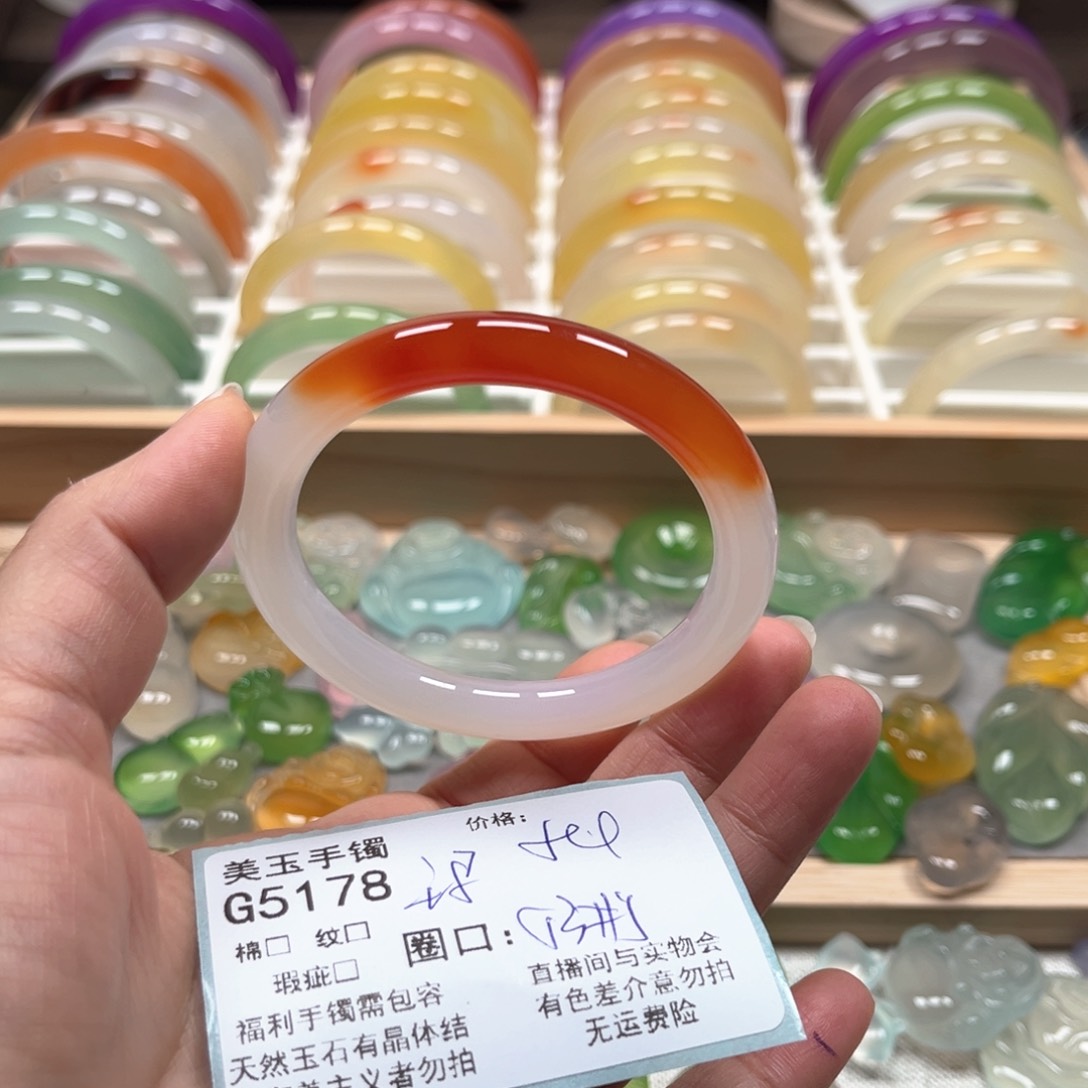 美玉手镯
价格:
G5178
棉□ 纹□
圈口:
瑕疵□
福利手镯需包容
天然玉石有晶体结
直播间与实物会
有色差介意勿拍
无运费险